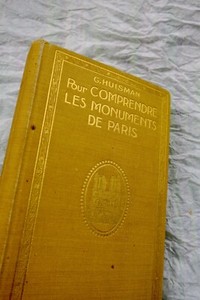 G. HUISMAN
POUR COMPRENDRE
LES MONUMENTS
DE PARIS